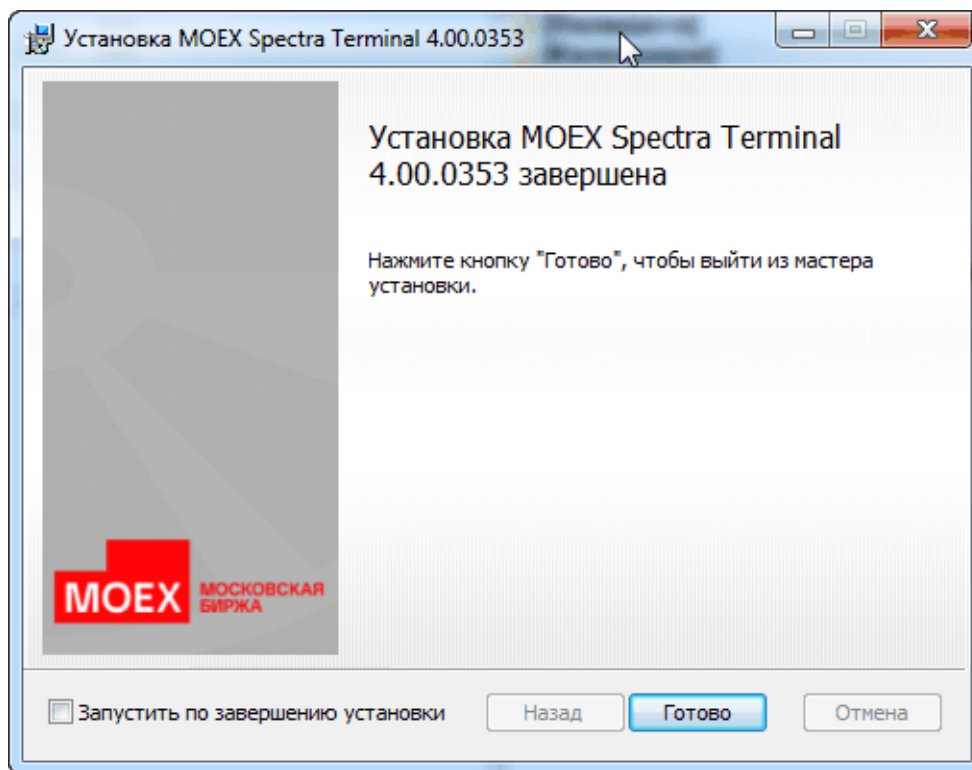 Установка MOEX Spectra Terminal 4.00.0353
Установка MOEX Spectra Terminal
4.00.0353 завершена
Нажмите кнопку "Готово", чтобы выйти из мастера
установки.
MOEX МОСКОВСКАЯ
БИРЖА
Запустить по завершению установки
Назад
Готово
Отмена